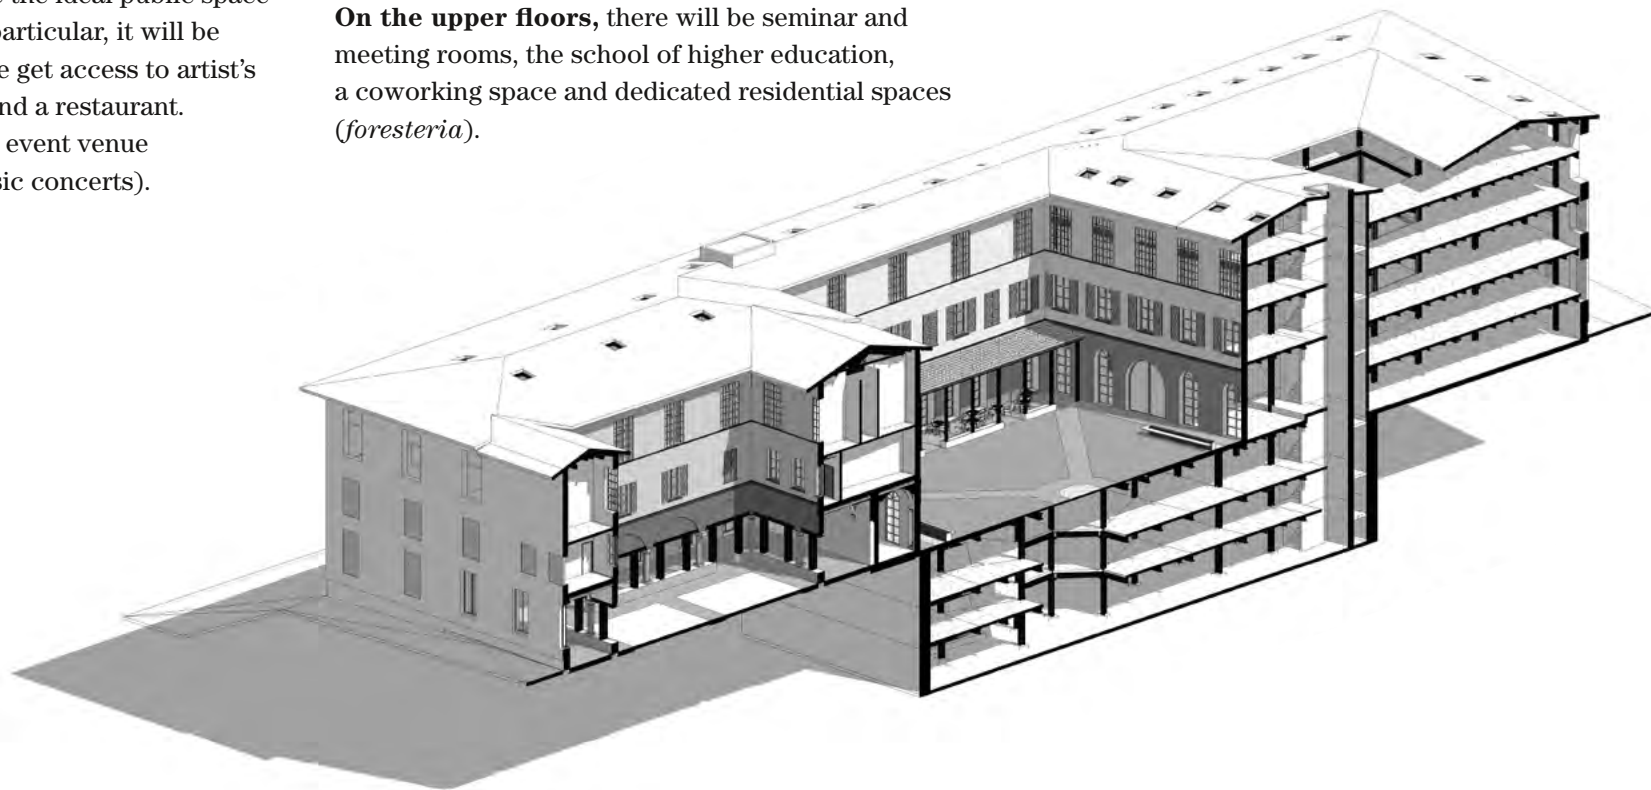 the ideal public space
particular, it will be
get access to artist's
and a restaurant.
event venue
concerts).
On the upper floors, there will be seminar and
meeting rooms, the school of higher education,
a coworking space and dedicated residential spaces
(foresteria).